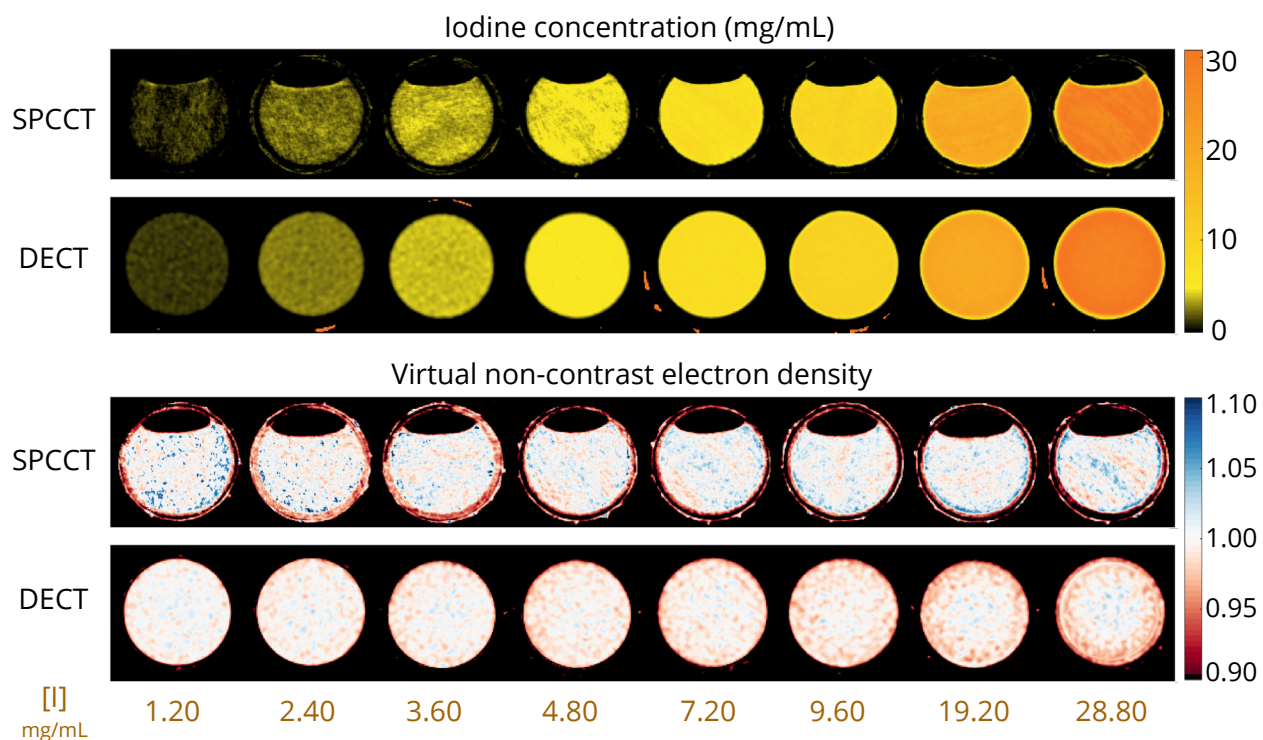 Iodine concentration (mg/mL)
SPCCT
DECT
30
20
10
0
Virtual non-contrast electron density
SPCCT
DECT
1.10
1.05
1.00
0.95
0.90
[I]
mg/mL
1.20 2.40 3.60 4.80 7.20 9.60 19.20 28.80